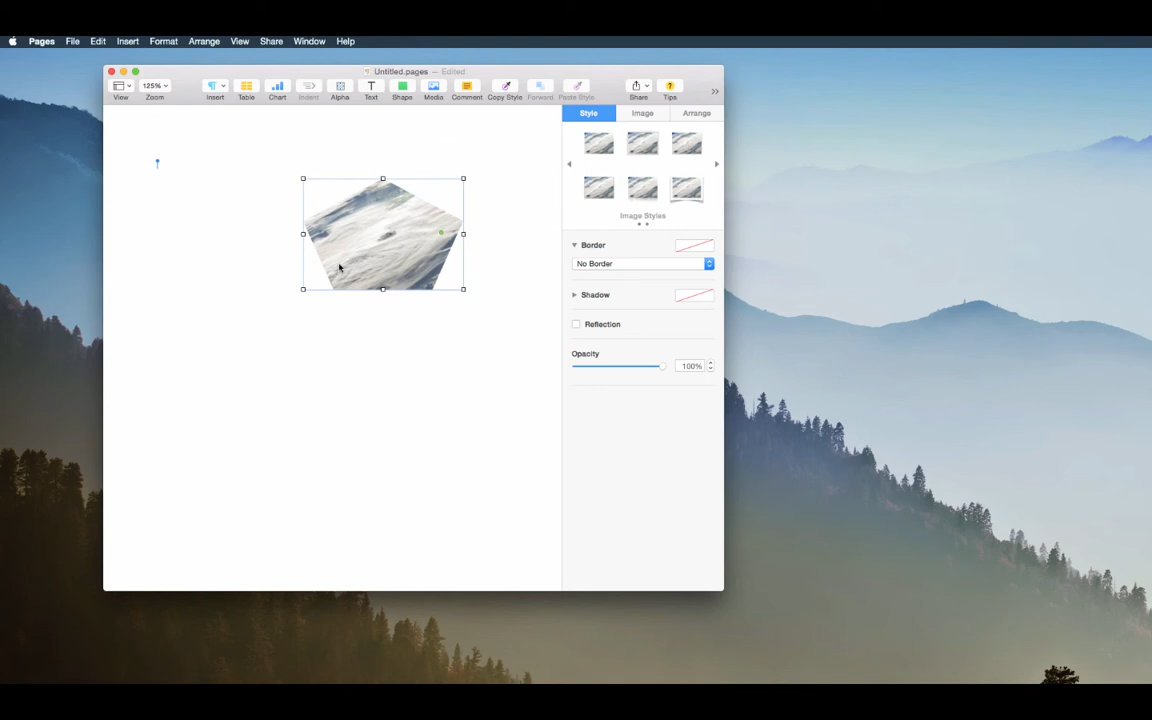 Pages File Edit Insert Format Arrange View Share Window Help
Untitled.pages — Edited
125%
View Zoom Insert Table Chart Indent Alpha Text Shape Media Comment Copy Style Forward Paste Style Share Tips
Style Image Arrange
Image Styles
Border
No Border
Shadow
Reflection
Opacity
100%